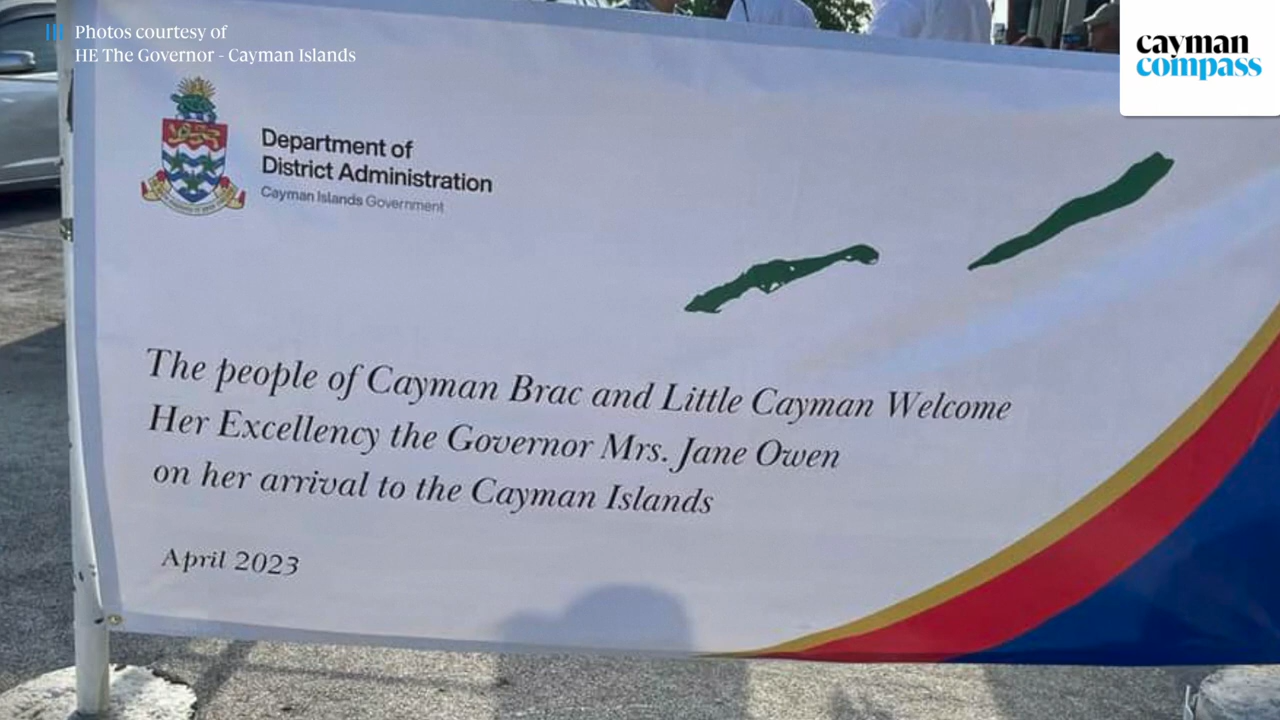 Photos courtesy of
HE The Governor - Cayman Islands
cayman
compass
Department of
District Administration
Cayman Islands Government
The people of Cayman Brac and Little Cayman Welcome
Her Excellency the Governor Mrs. Jane Owen
on her arrival to the Cayman Islands
April 2023